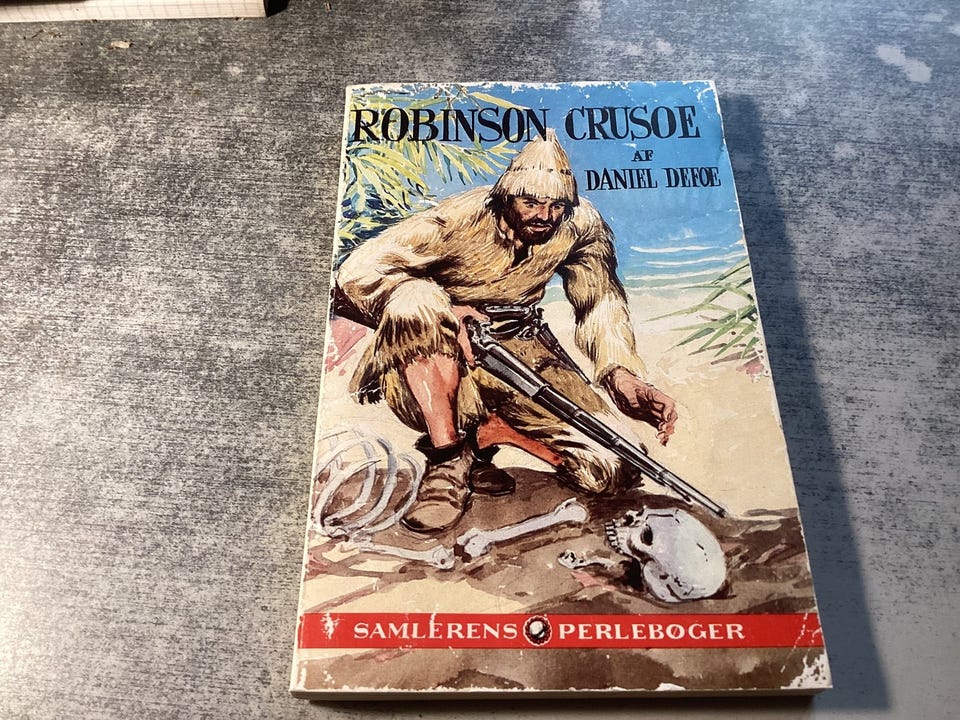 ROBINSON CRUSOE
AF
DANIEL DEFOE
SAMLERENS PERLEBØGER